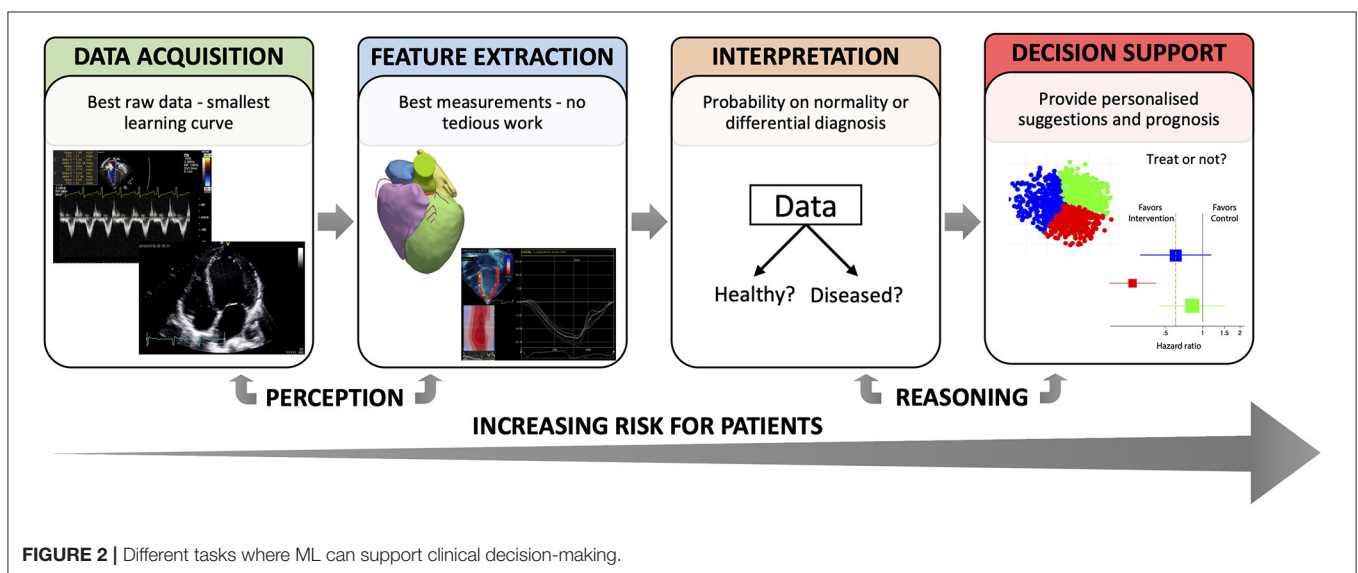 DATA ACQUISITION
Best raw data - smallest
learning curve
FEATURE EXTRACTION
Best measurements - no
tedious work
INTERPRETATION
Probability on normality or
differential diagnosis
Data
Healthy? Diseased?
DECISION SUPPORT
Provide personalised
suggestions and prognosis
Treat or not?
Favors
Intervention
Favors
Control
.5 1 1.5 2
Hazard ratio
PERCEPTION
REASONING
INCREASING RISK FOR PATIENTS
FIGURE 2 | Different tasks where ML can support clinical decision-making.